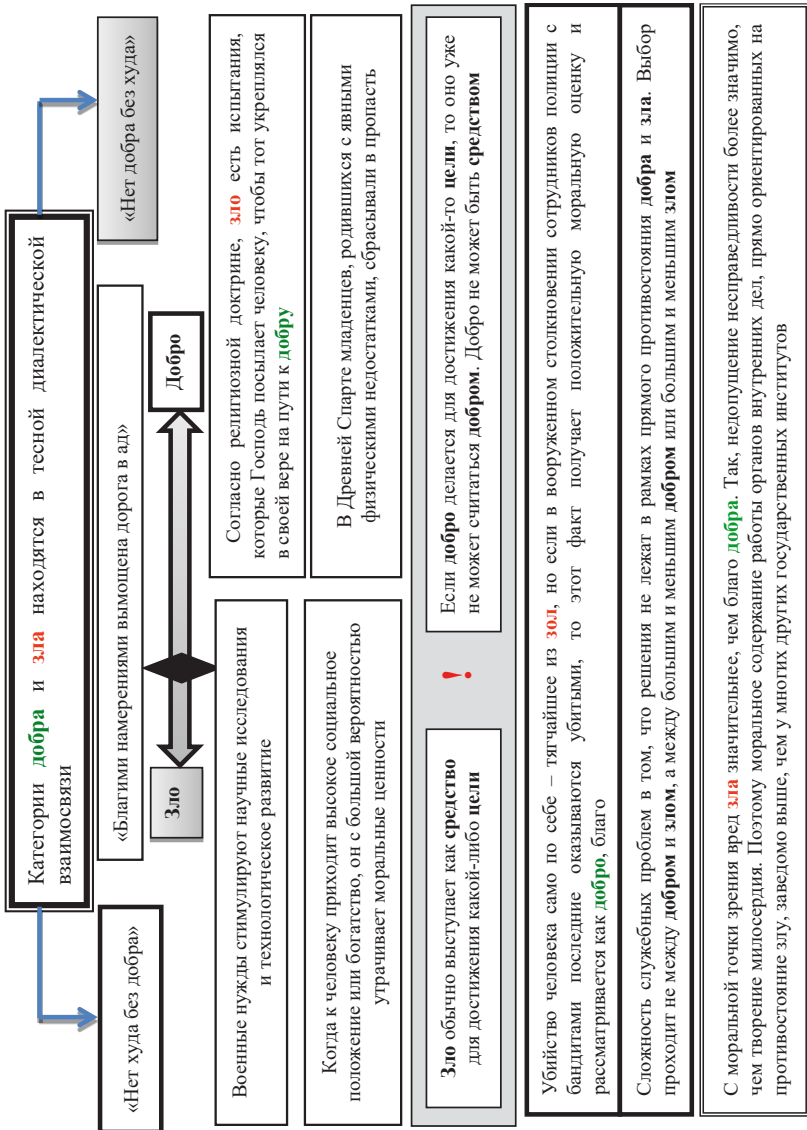 Категории добра и зла находятся в тесной диалектической
взаимосвязи
«Нет худа без добра»
«Благими намерениями вымощена дорога в ад»
«Нет добра без худа»
Зло
Добро
Военные нужды стимулируют научные исследования
и технологическое развитие
Согласно религиозной доктрине, зло есть испытания,
которые Господь посылает человеку, чтобы тот укреплялся
в своей вере на пути к добру
Когда к человеку приходит высокое социальное
положение или богатство, он с большой вероятностью
утрачивает моральные ценности
В Древней Спарте младенцев, родившихся с явными
физическими недостатками, сбрасывали в пропасть
Зло обычно выступает как средство
для достижения какой-либо цели
!
Если добро делается для достижения какой-то цели, то оно уже
не может считаться добром. Добро не может быть средством
Убийство человека само по себе – тягчайшее из зол, но если в вооруженном столкновении сотрудников полиции с
бандитами последние оказываются убитыми, то этот факт получает положительную моральную оценку и
рассматривается как добро, благо
Сложность служебных проблем в том, что решения не лежат в рамках прямого противостояния добра и зла. Выбор
проходит не между добром и злом, а между большим и меньшим добром или большим и меньшим злом
С моральной точки зрения вред зла значительнее, чем благо добра. Так, недопущение несправедливости более значимо,
чем творение милосердия. Поэтому моральное содержание работы органов внутренних дел, прямо ориентированных на
противостояние злу, заведомо выше, чем у многих других государственных институтов